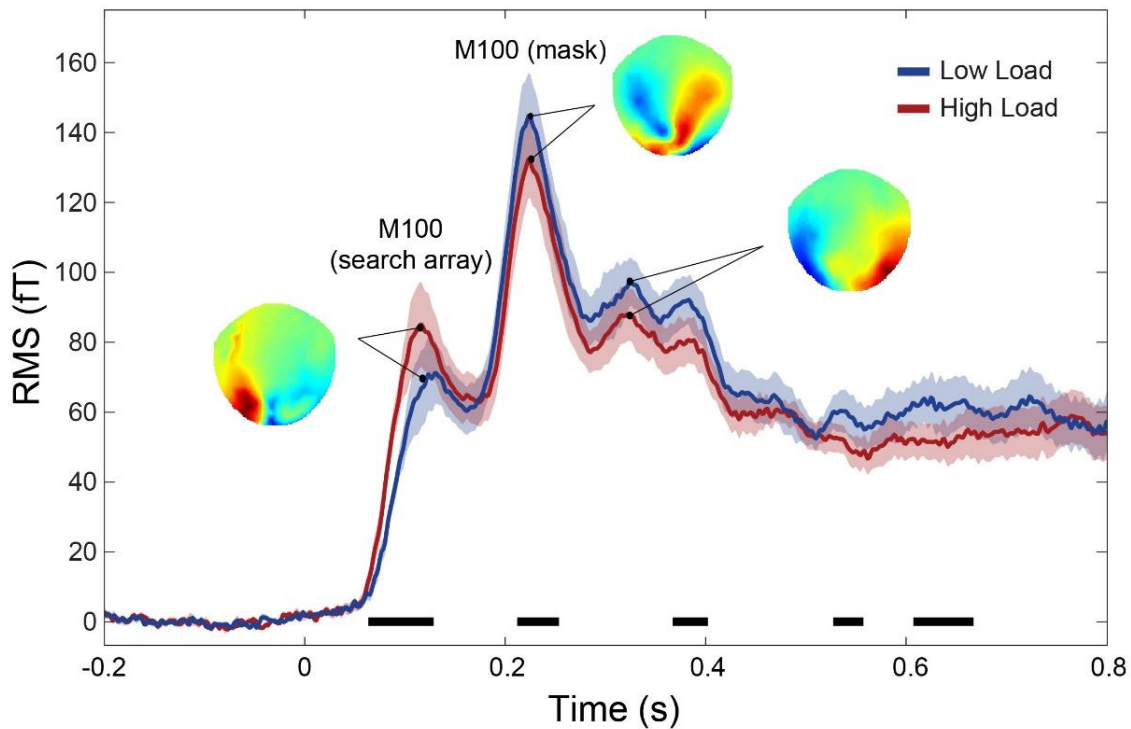 M100 (mask)
Low Load
High Load
M100
(search array)
RMS (fT)
160
140
120
100
80
60
40
20
0
-0.2
0
0.2
0.4
0.6
0.8
Time (s)